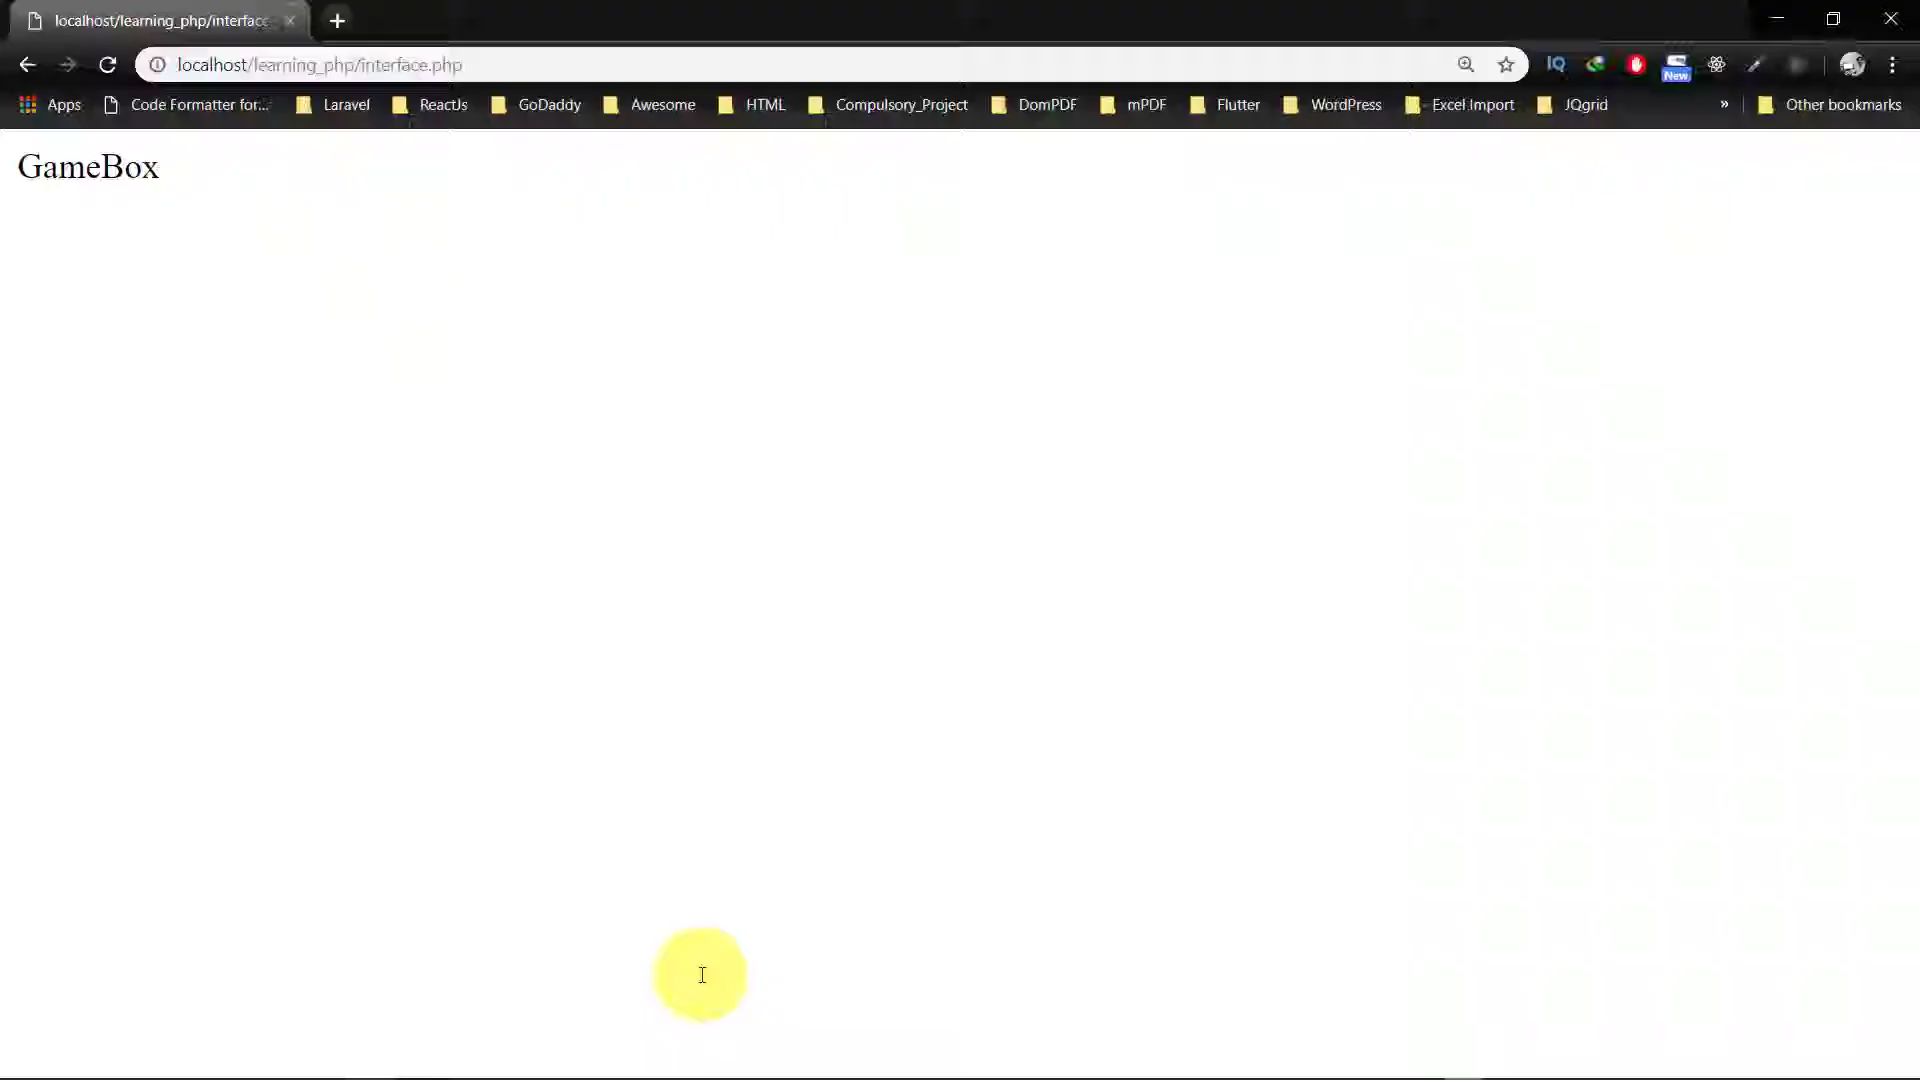 localhost/learning_php/interface
localhost/learning_php/interface.php
IQ
New
Apps
Code Formatter for...
Laravel
ReactJs
GoDaddy
Awesome
HTML
Compulsory_Project
DomPDF
mPDF
Flutter
WordPress
Excel Import
JQgrid
»
Other bookmarks
GameBox